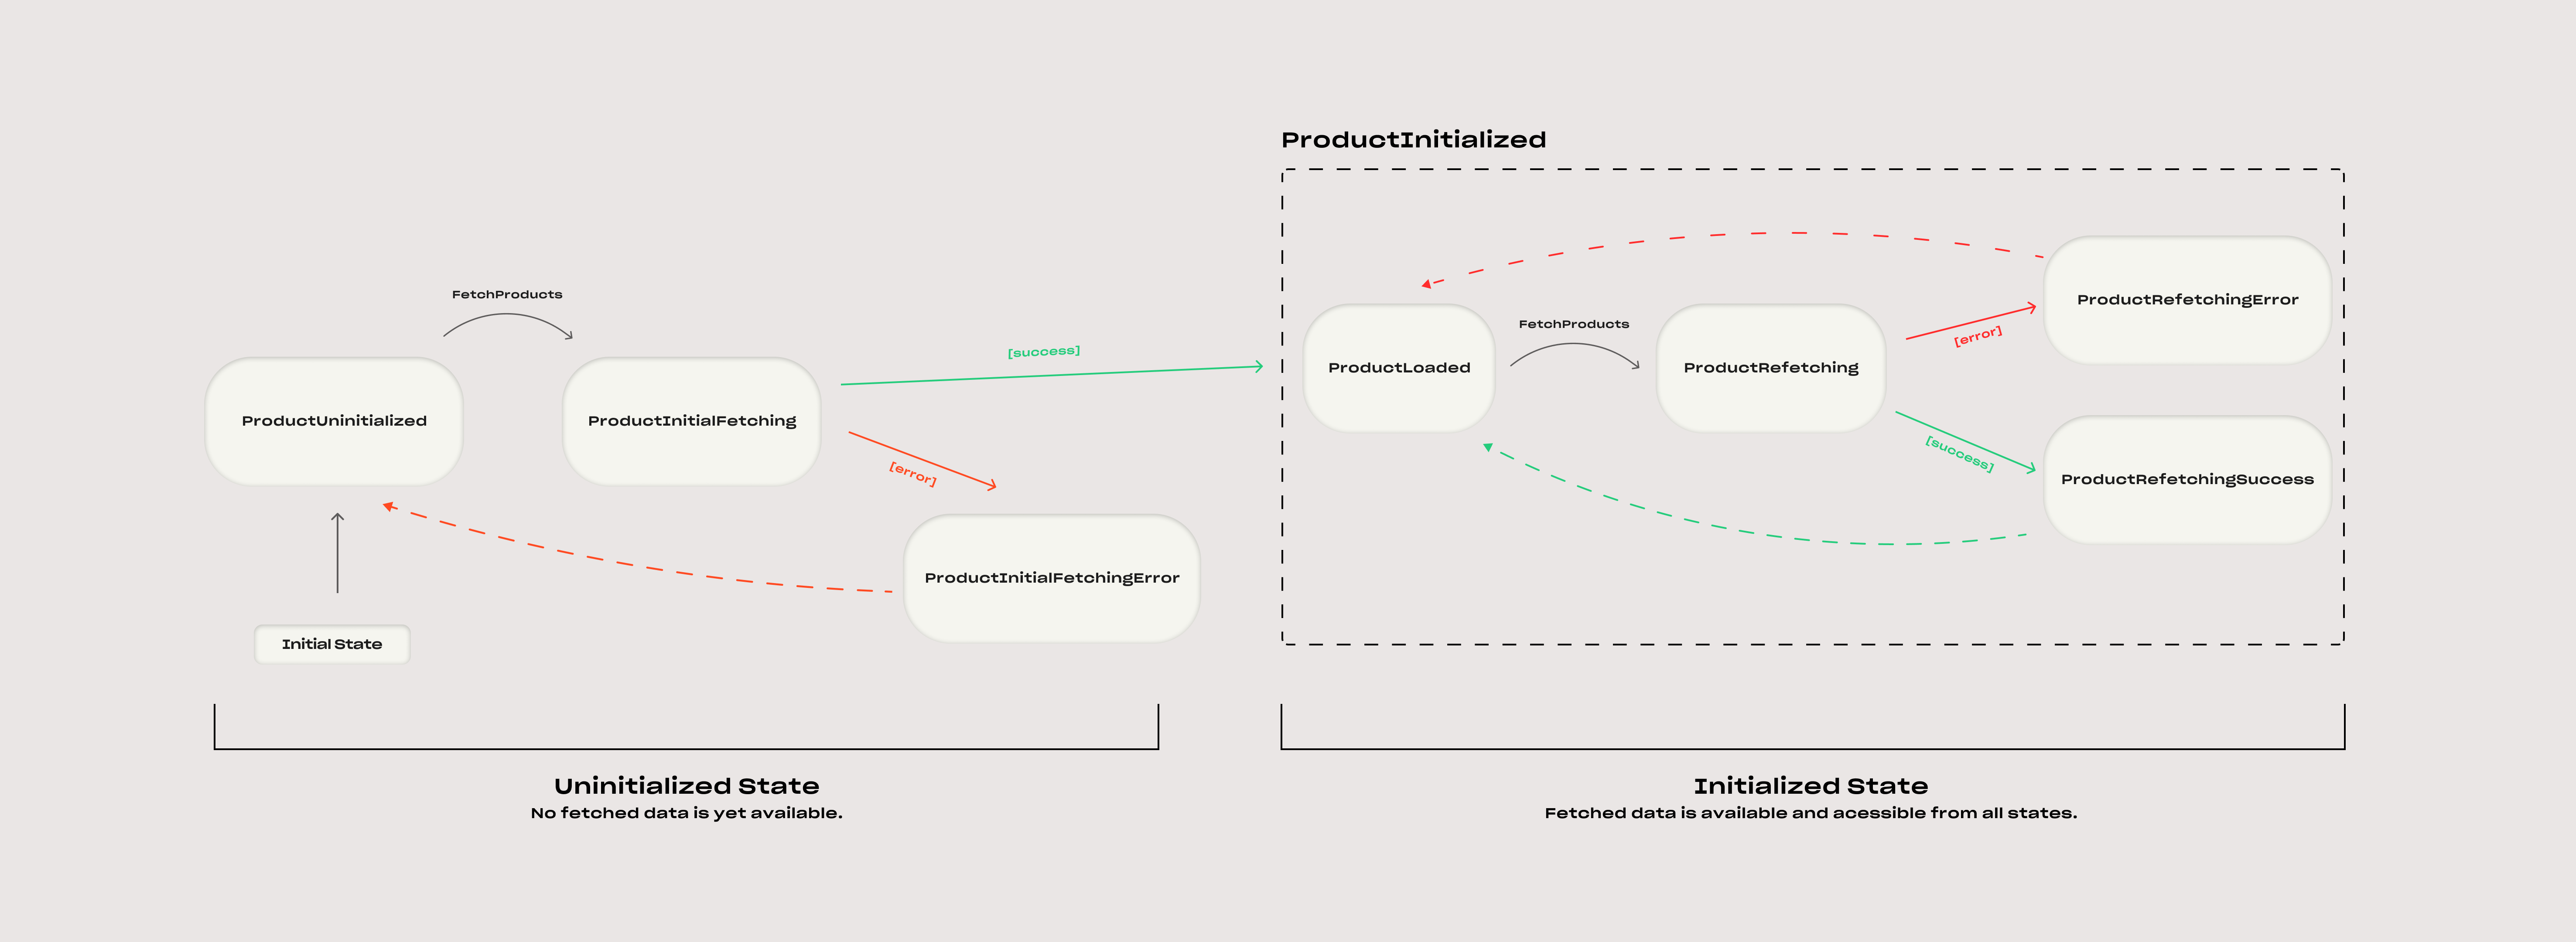 ProductInitialized
FetchProducts
ProductUninitialized
ProductInitialFetching
[success]
[error]
ProductInitialFetchingError
Initial State
ProductLoaded
FetchProducts
ProductRefetching
[error]
ProductRefetchingError
[success]
ProductRefetchingSuccess
Uninitialized State
No fetched data is yet available.
Initialized State
Fetched data is available and acessible from all states.